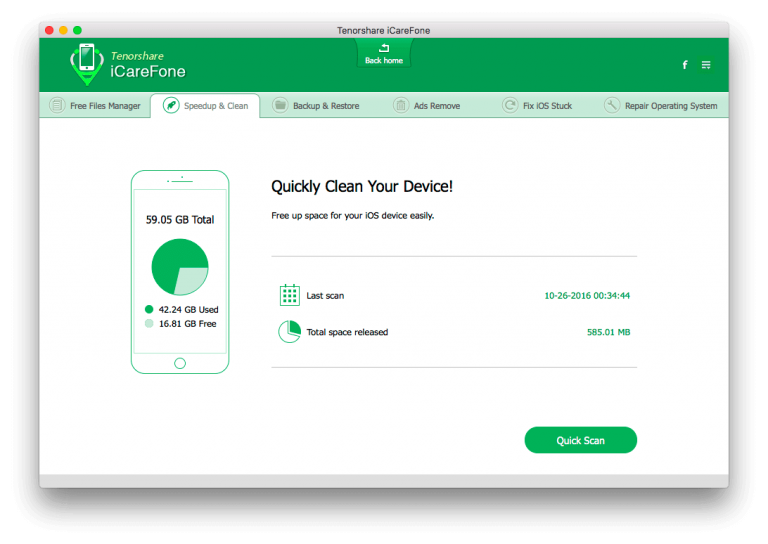 Tenorshare iCareFone
Tenorshare
iCareFone
Back home
f
Free Files Manager
Speedup & Clean
Backup & Restore
Ads Remove
Fix iOS Stuck
Repair Operating System
59.05 GB Total
42.24 GB Used
16.81 GB Free
Quickly Clean Your Device!
Free up space for your iOS device easily.
Last scan
10-26-2016 00:34:44
Total space released
585.01 MB
Quick Scan